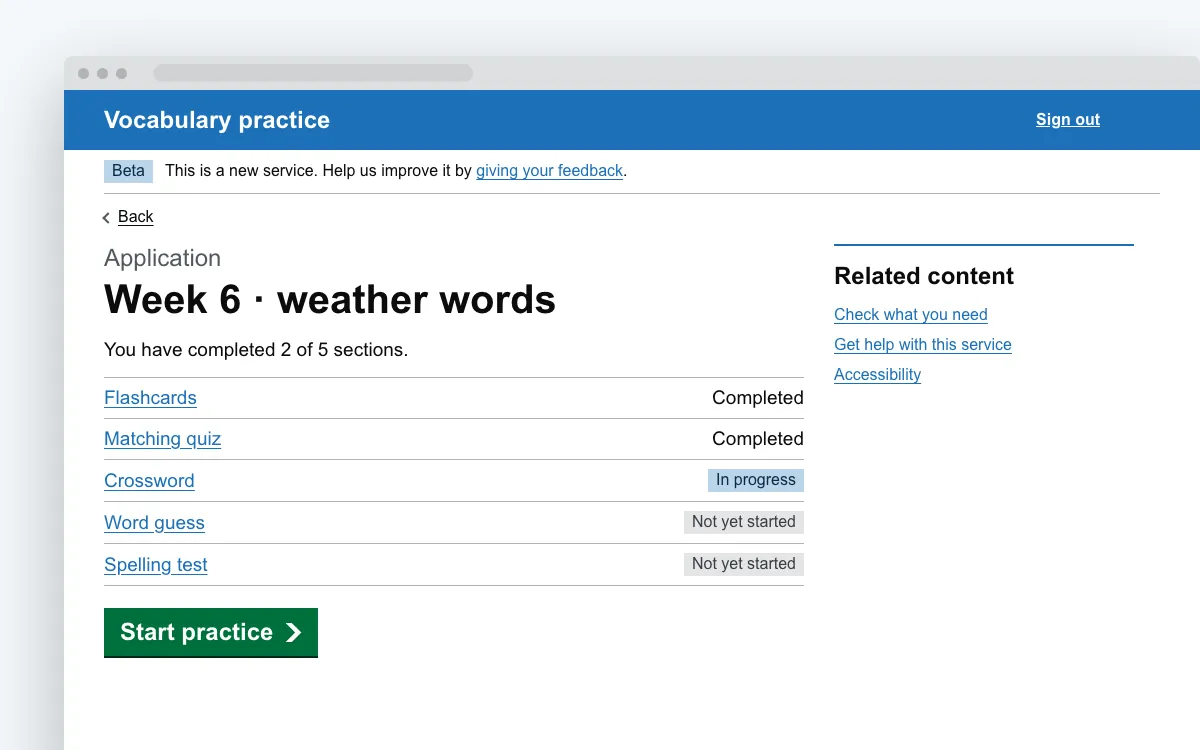 Vocabulary practice Sign out
Beta This is a new service. Help us improve it by giving your feedback.
Back
Application
Week 6 · weather words
You have completed 2 of 5 sections.
Flashcards Completed
Matching quiz Completed
Crossword In progress
Word guess Not yet started
Spelling test Not yet started
Start practice
Related content
Check what you need
Get help with this service
Accessibility